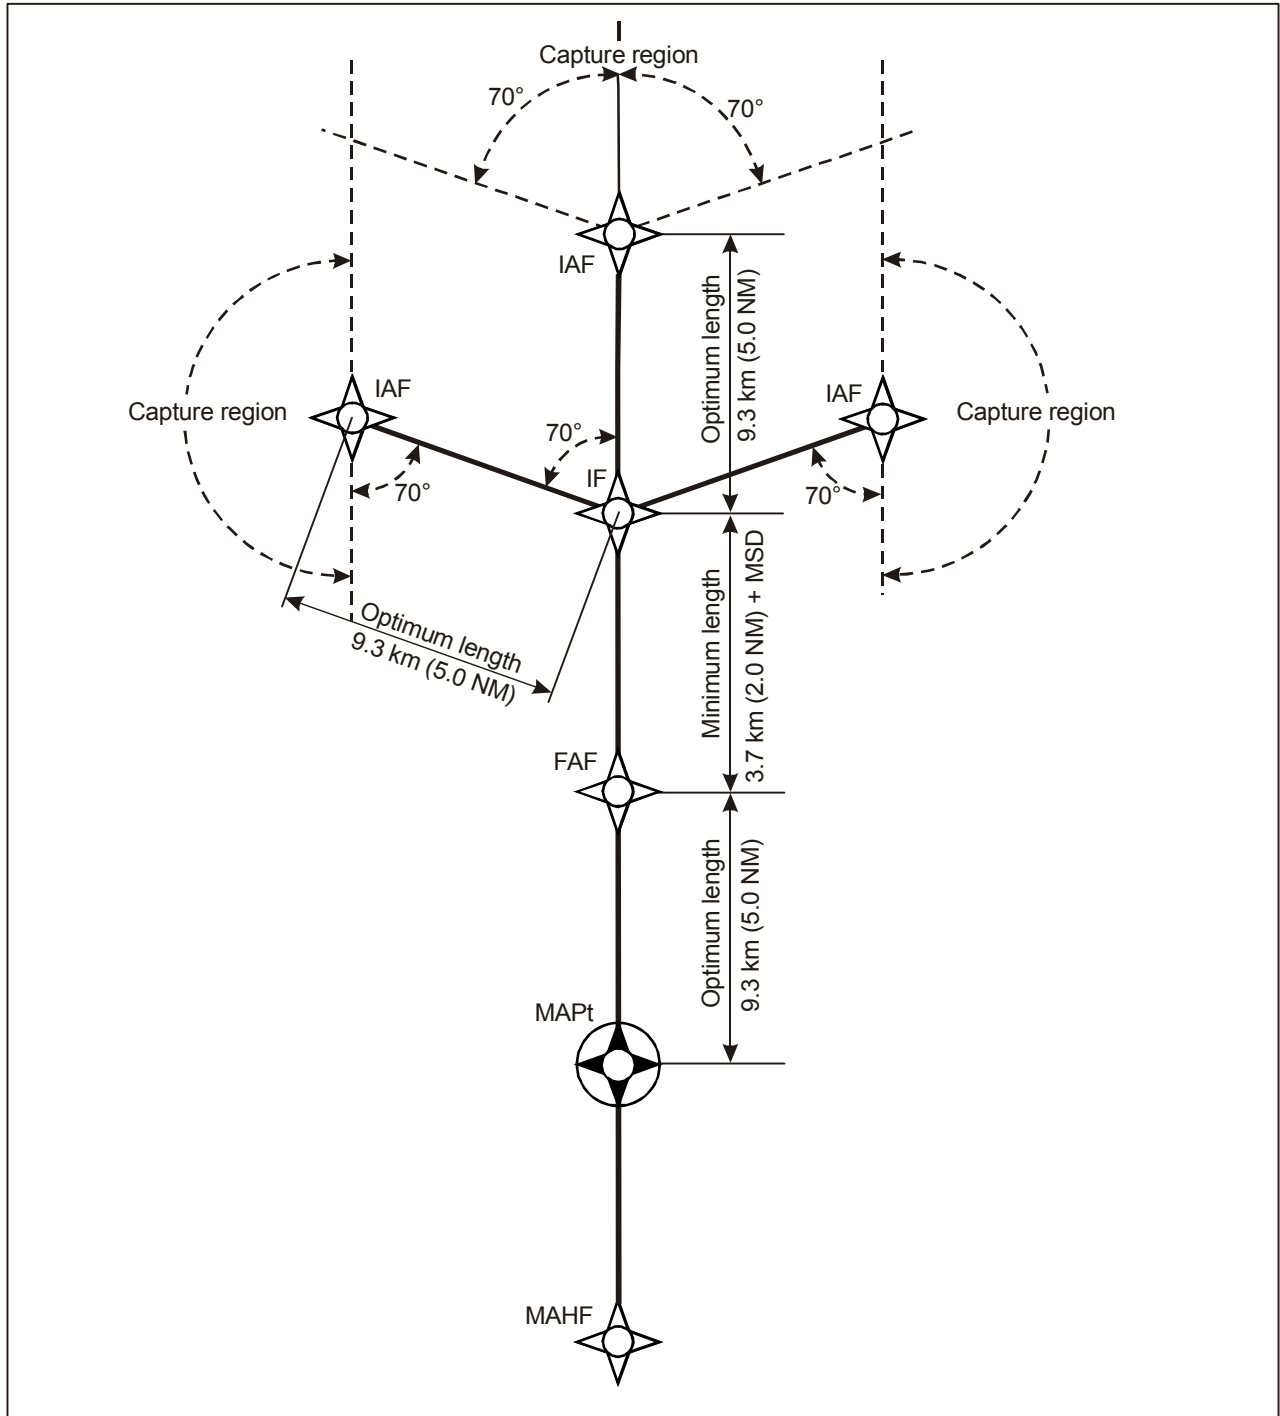 Capture region
70°
70°
IAF
Optimum length
9.3 km (5.0 NM)
IAF
IAF
Capture region
Capture region
70°
IF
70°
70°
Minimum length
3.7 km (2.0 NM) + MSD
Optimum length
9.3 km (5.0 NM)
FAF
Optimum length
9.3 km (5.0 NM)
MAPt
MAHF